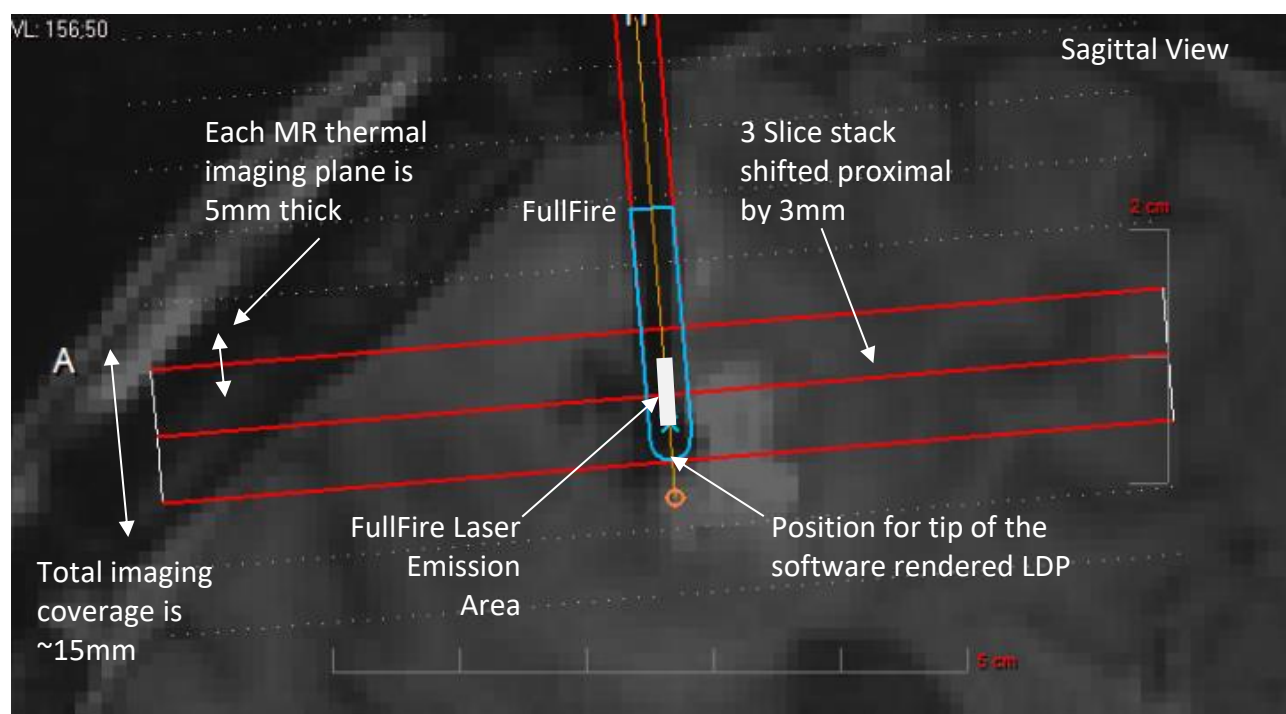 VL: 156;50
Sagittal View
Each MR thermal
imaging plane is
5mm thick
3 Slice stack
shifted proximal
by 3mm
FullFire
2 cm
A
FullFire Laser
Emission
Area
Position for tip of the
software rendered LDP
Total imaging
coverage is
~15mm
5 cm